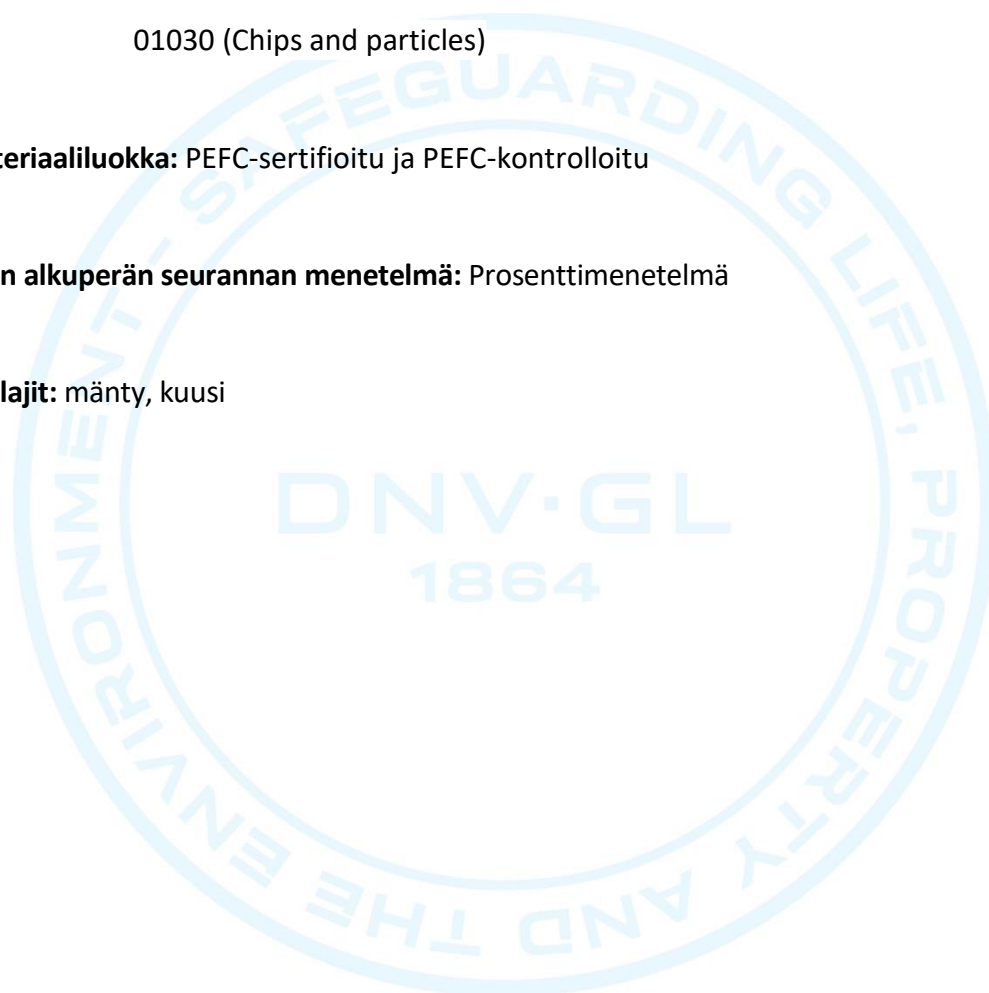 01030 (Chips and particles)
teriaaliluokka: PEFC-sertifioitu ja PEFC-kontrolloitu
n alkuperän seurannan menetelmä: Prosenttimenetelmä
lajit: mänty, kuusi
SAFEGUARDING LIFE, PROPERTY AND THE ENVIRONMENT -
DNV·GL
1864